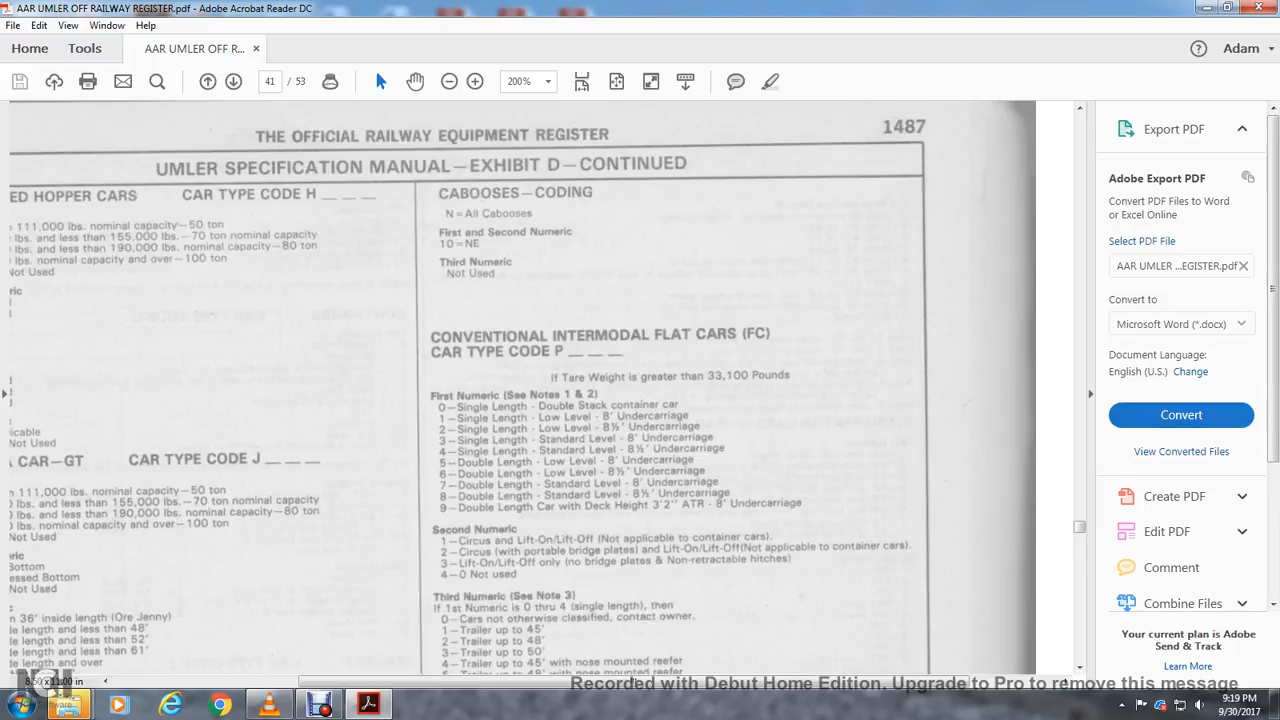 AAR UMLER OFF RAILWAY REGISTER.pdf - Adobe Acrobat Reader DC
File Edit View Window Help
Home Tools AAR UMLER OFF R... × Adam
41 / 53 200%
THE OFFICIAL RAILWAY EQUIPMENT REGISTER 1487
UMLER SPECIFICATION MANUAL—EXHIBIT D—CONTINUED
ED HOPPER CARS CAR TYPE CODE H _ _ _
111,000 lbs. nominal capacity—50 ton
lbs. and less than 155,000 lbs.—70 ton nominal capacity
lbs. and less than 190,000 lbs. nominal capacity—80 ton
lbs. nominal capacity and over—100 ton
Not Used
ric
licable
Not Used
CAR—GT CAR TYPE CODE J _ _ _
111,000 lbs. nominal capacity—50 ton
lbs. and less than 155,000 lbs.—70 ton nominal capacity
lbs. and less than 190,000 lbs. nominal capacity—80 ton
lbs. nominal capacity and over—100 ton
Not Used
ric
Bottom
essed Bottom
Not Used
36' inside length (Ore Jenny)
le length and less than 48'
le length and less than 52'
le length and less than 61'
le length and over
CABOOSES—CODING
N=All Cabooses
First and Second Numeric
10=NE
Third Numeric
Not Used
CONVENTIONAL INTERMODAL FLAT CARS (FC)
CAR TYPE CODE P _ _ _
If Tare Weight is greater than 33,100 Pounds
First Numeric (See Notes 1 & 2)
0—Single Length - Double Stack container car
1—Single Length - Low Level - 8' Undercarriage
2—Single Length - Low Level - 8½' Undercarriage
3—Single Length - Standard Level - 8' Undercarriage
4—Single Length - Standard Level - 8½' Undercarriage
5—Double Length - Low Level - 8' Undercarriage
6—Double Length - Low Level - 8½' Undercarriage
7—Double Length - Standard Level - 8' Undercarriage
8—Double Length - Standard Level - 8½' Undercarriage
9—Double Length Car with Deck Height 3'2" ATR - 8' Undercarriage
Second Numeric
1—Circus and Lift-On/Lift-Off (Not applicable to container cars).
2—Circus (with portable bridge plates) and Lift-On/Lift-Off(Not applicable to container cars).
3—Lift-On/Lift-Off only (no bridge plates & Non-retractable hitches)
4—0 Not used
Third Numeric (See Note 3)
If 1st Numeric is 0 thru 4 (single length), then
0—Cars not otherwise classified, contact owner.
1—Trailer up to 45'
2—Trailer up to 48'
3—Trailer up to 50'
4—Trailer up to 45' with nose mounted reefer
5—Trailer up to 48' with nose mounted reefer
Export PDF
Adobe Export PDF
Convert PDF Files to Word
or Excel Online
Select PDF File
AAR UMLER ...EGISTER.pdf ×
Convert to
Microsoft Word (*.docx)
Document Language:
English (U.S.) Change
Convert
View Converted Files
Create PDF
Edit PDF
Comment
Combine Files
Your current plan is Adobe
Send & Track
Learn More
8.50 x 11.00 in
Recorded with Debut Home Edition. Upgrade to Pro to remove this message
software
9:19 PM
9/30/2017